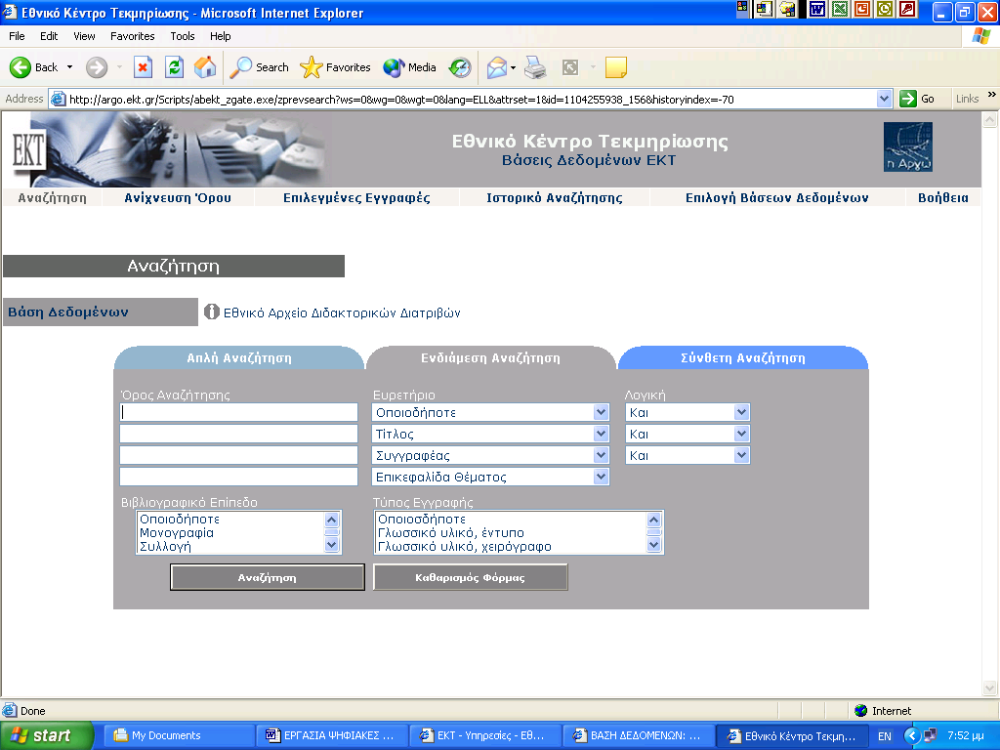 Εθνικό Κέντρο Τεκμηρίωσης - Microsoft Internet Explorer
File Edit View Favorites Tools Help
Back Search Favorites Media
Address http://argo.ekt.gr/Scripts/abekt_zgate.exe/zprevsearch?ws=0&wg=0&wgt=0&lang=ELL&attrset=1&id=1104255938_156&historyindex=-70 Go Links »
ΕΚΤ
Εθνικό Κέντρο Τεκμηρίωσης
Βάσεις Δεδομένων ΕΚΤ
η Αργώ
Αναζήτηση Ανίχνευση Όρου Επιλεγμένες Εγγραφές Ιστορικό Αναζήτησης Επιλογή Βάσεων Δεδομένων Βοήθεια
Αναζήτηση
Βάση Δεδομένων Εθνικό Αρχείο Διδακτορικών Διατριβών
Απλή Αναζήτηση Ενδιάμεση Αναζήτηση Σύνθετη Αναζήτηση
Όρος Αναζήτησης Ευρετήριο Λογική
Οποιοδήποτε Και
Τίτλος Και
Συγγραφέας Και
Επικεφαλίδα Θέματος
Βιβλιογραφικό Επίπεδο Τύπος Εγγραφής
Οποιοδήποτε Οποιοσδήποτε
Μονογραφία Γλωσσικό υλικό, έντυπο
Συλλογή Γλωσσικό υλικό, χειρόγραφο
Αναζήτηση Καθαρισμός Φόρμας
Done Internet
start My Documents ΕΡΓΑΣΙΑ ΨΗΦΙΑΚΕΣ ... ΕΚΤ - Υπηρεσίες - Εθ... ΒΑΣΗ ΔΕΔΟΜΕΝΩΝ: ... Εθνικό Κέντρο Τεκμη... EN 7:52 μμ